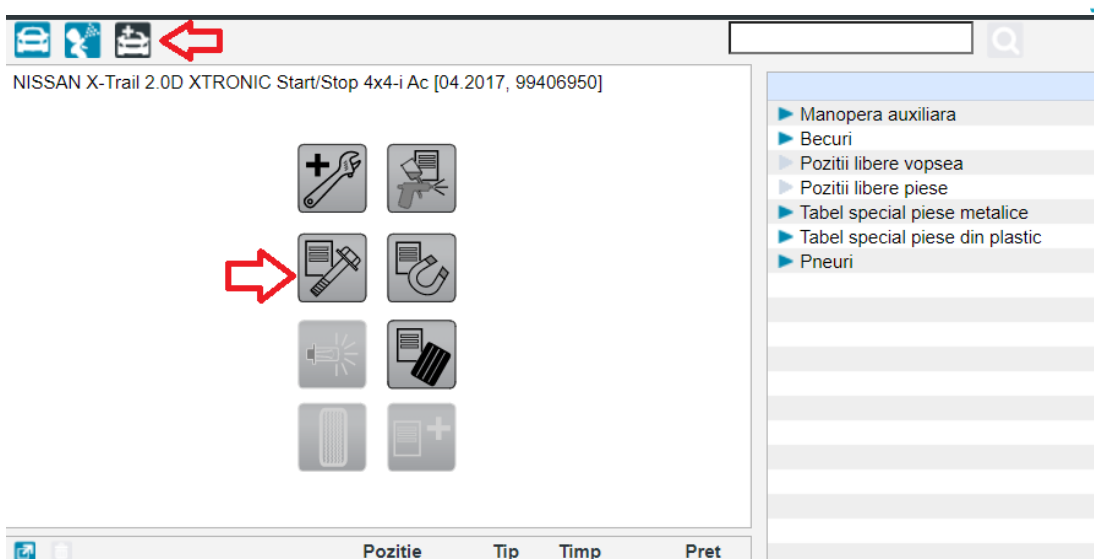 NISSAN X-Trail 2.0D XTRONIC Start/Stop 4x4-i Ac [04.2017, 99406950]
Manopera auxiliara
Becuri
Pozitii libere vopsea
Pozitii libere piese
Tabel special piese metalice
Tabel special piese din plastic
Pneuri
Pozitie Tip Timp Pret